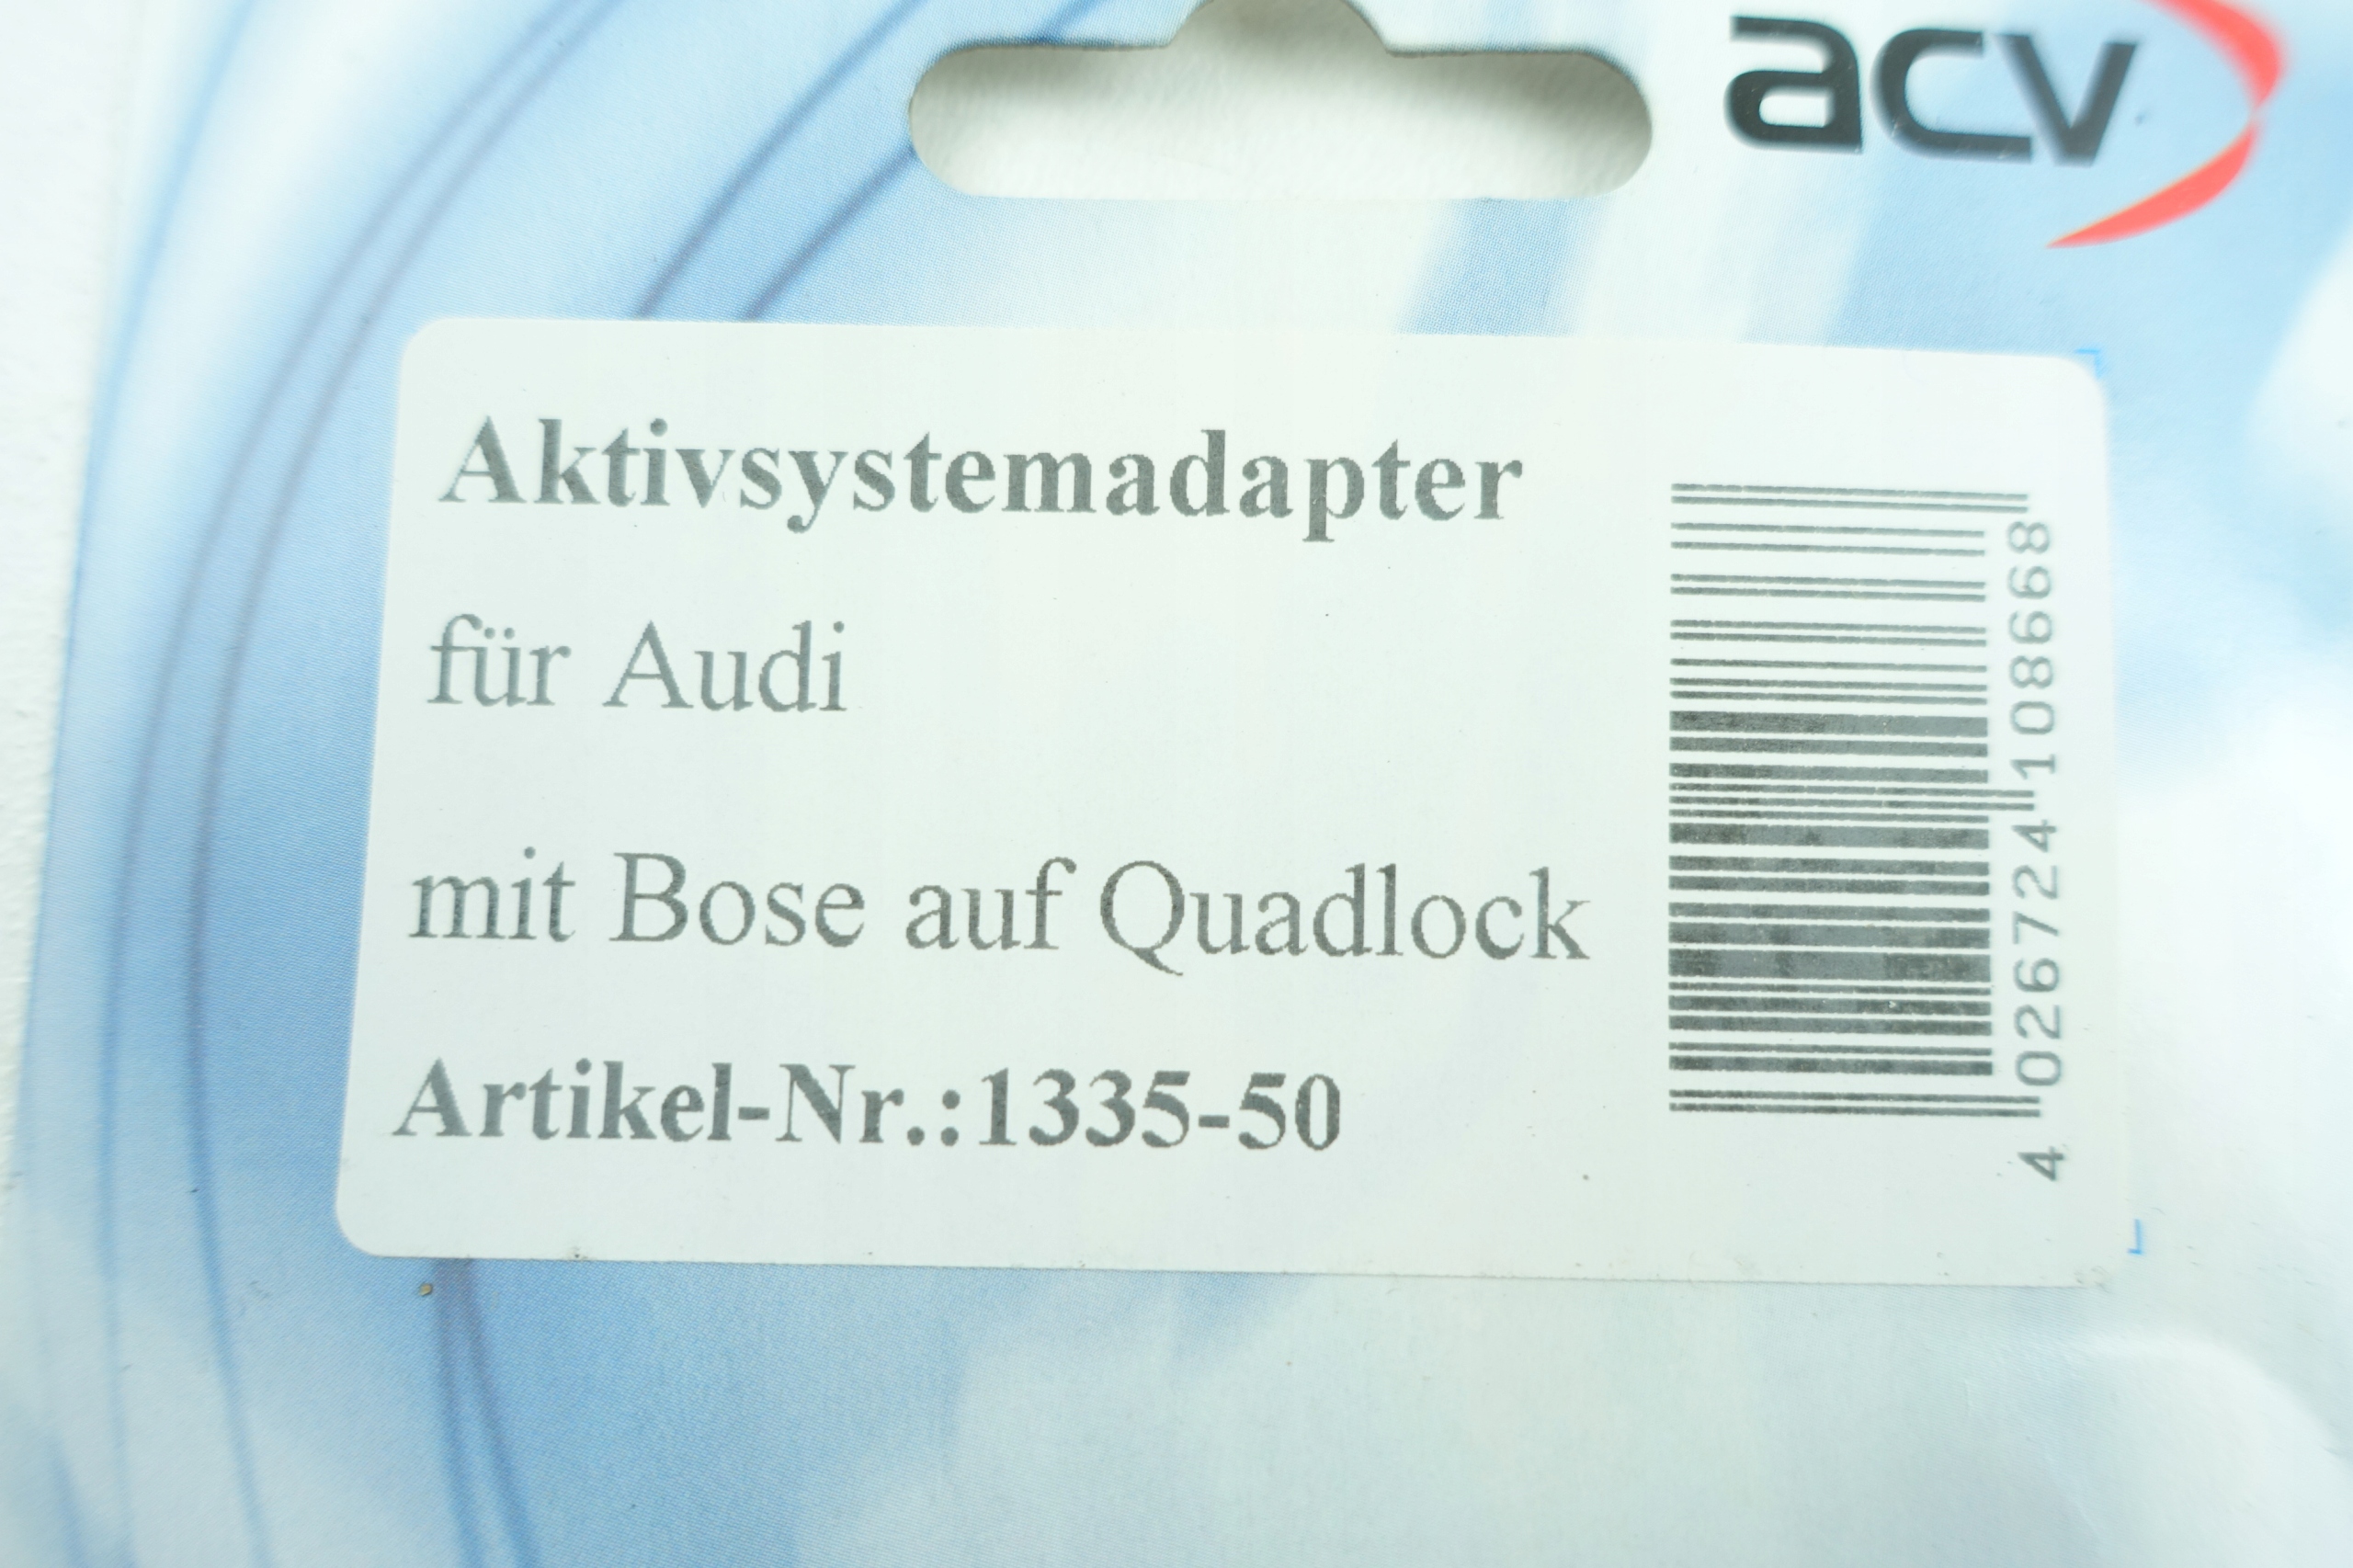 acv
Aktivsystemadapter
für Audi
mit Bose auf Quadlock
Artikel-Nr.:1335-50
4 026724 108668